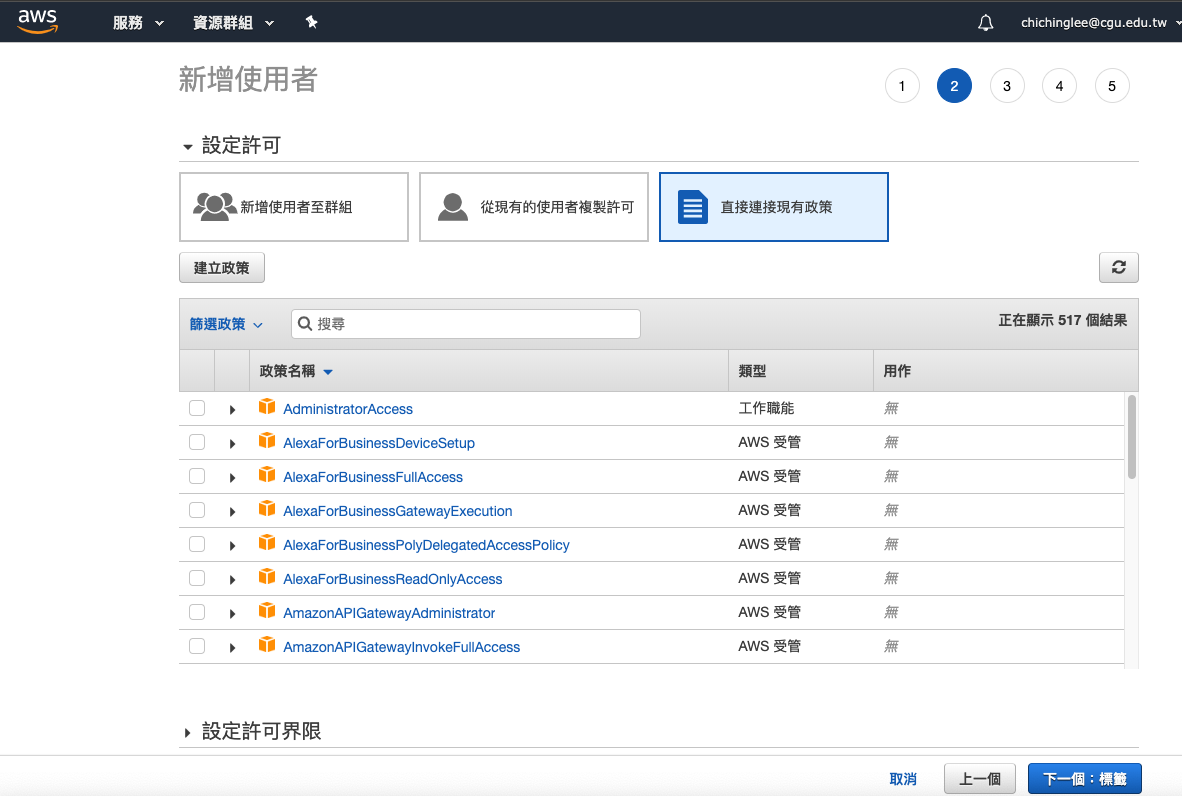 aws 服務 資源群組 chichinglee@cgu.edu.tw
新增使用者 1 2 3 4 5
設定許可
新增使用者至群組 從現有的使用者複製許可 直接連接現有政策
建立政策
篩選政策 搜尋 正在顯示 517 個結果
政策名稱 類型 用作
AdministratorAccess 工作職能 無
AlexaForBusinessDeviceSetup AWS 受管 無
AlexaForBusinessFullAccess AWS 受管 無
AlexaForBusinessGatewayExecution AWS 受管 無
AlexaForBusinessPolyDelegatedAccessPolicy AWS 受管 無
AlexaForBusinessReadOnlyAccess AWS 受管 無
AmazonAPIGatewayAdministrator AWS 受管 無
AmazonAPIGatewayInvokeFullAccess AWS 受管 無
設定許可界限
取消 上一個 下一個：標籤